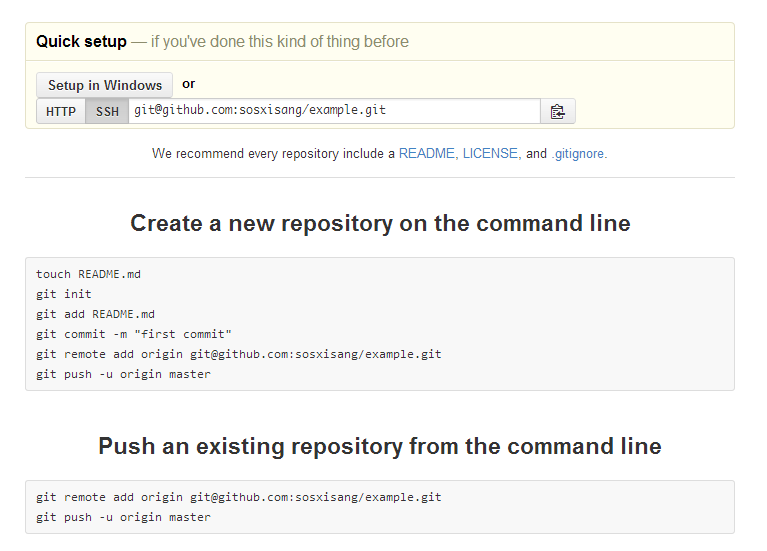 Quick setup — if you've done this kind of thing before
Setup in Windows or
HTTP SSH git@github.com:sosxisang/example.git
We recommend every repository include a README, LICENSE, and .gitignore.
Create a new repository on the command line
touch README.md
git init
git add README.md
git commit -m "first commit"
git remote add origin git@github.com:sosxisang/example.git
git push -u origin master
Push an existing repository from the command line
git remote add origin git@github.com:sosxisang/example.git
git push -u origin master